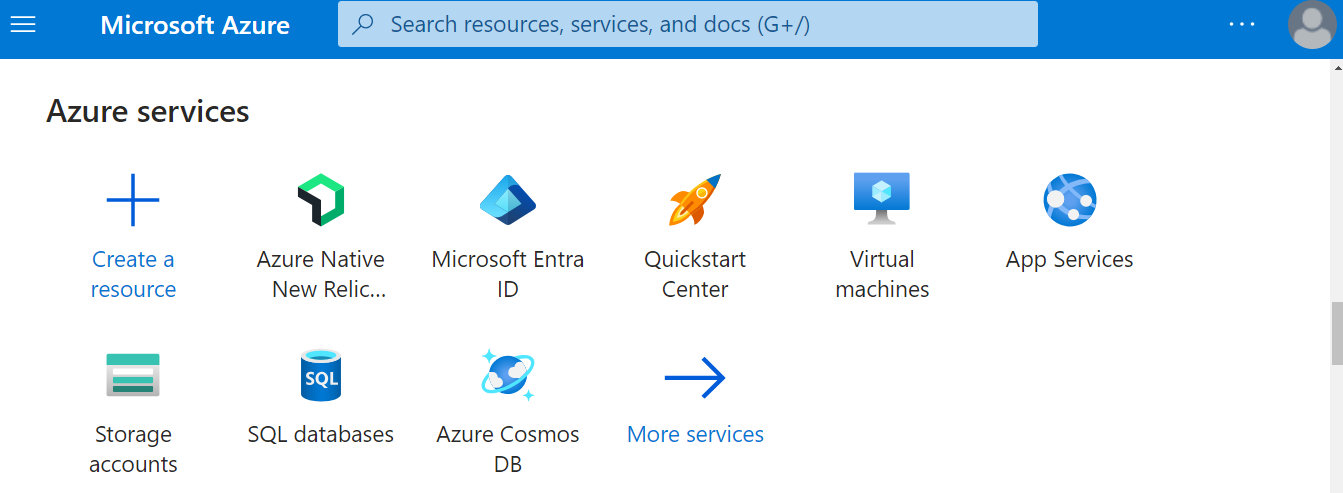 Microsoft Azure
Search resources, services, and docs (G+/)
Azure services
Create a
resource
Azure Native
New Relic...
Microsoft Entra
ID
Quickstart
Center
Virtual
machines
App Services
Storage
accounts
SQL
SQL databases
Azure Cosmos
DB
More services